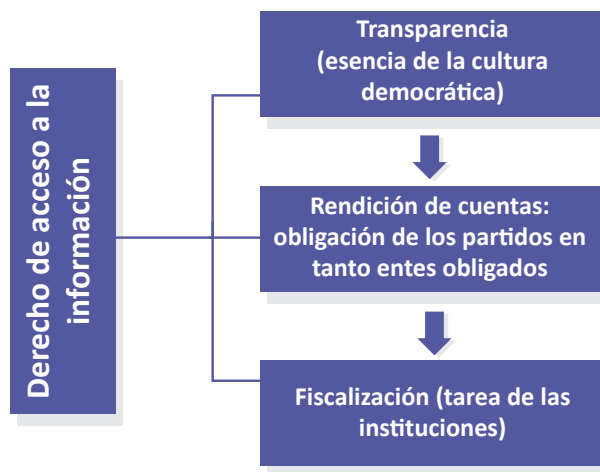 Derecho de acceso a la
información
Transparencia
(esencia de la cultura
democrática)
Rendición de cuentas:
obligación de los partidos en
tanto entes obligados
Fiscalización (tarea de las
instituciones)